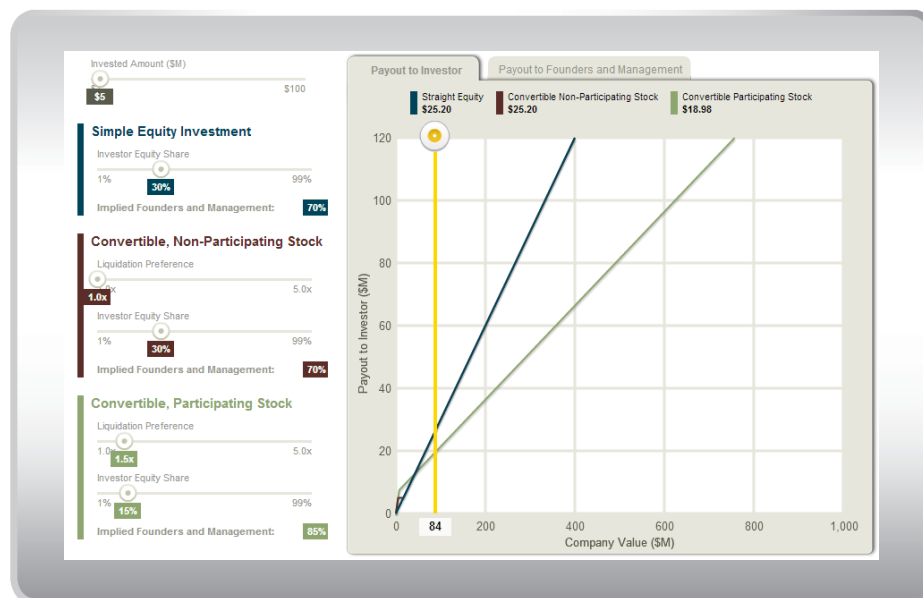 Invested Amount ($M)
$5
$100
Simple Equity Investment
Investor Equity Share
1%
30%
99%
Implied Founders and Management: 70%
Convertible, Non-Participating Stock
Liquidation Preference
1.0x
5.0x
Investor Equity Share
1%
30%
99%
Implied Founders and Management: 70%
Convertible, Participating Stock
Liquidation Preference
1.5x
5.0x
Investor Equity Share
1%
15%
99%
Implied Founders and Management: 85%
Payout to Investor
Payout to Founders and Management
Straight Equity
$25.20
Convertible Non-Participating Stock
$25.20
Convertible Participating Stock
$18.98
Payout to Investor ($M)
120
100
80
60
40
20
0
0 84 200 400 600 800 1,000
Company Value ($M)